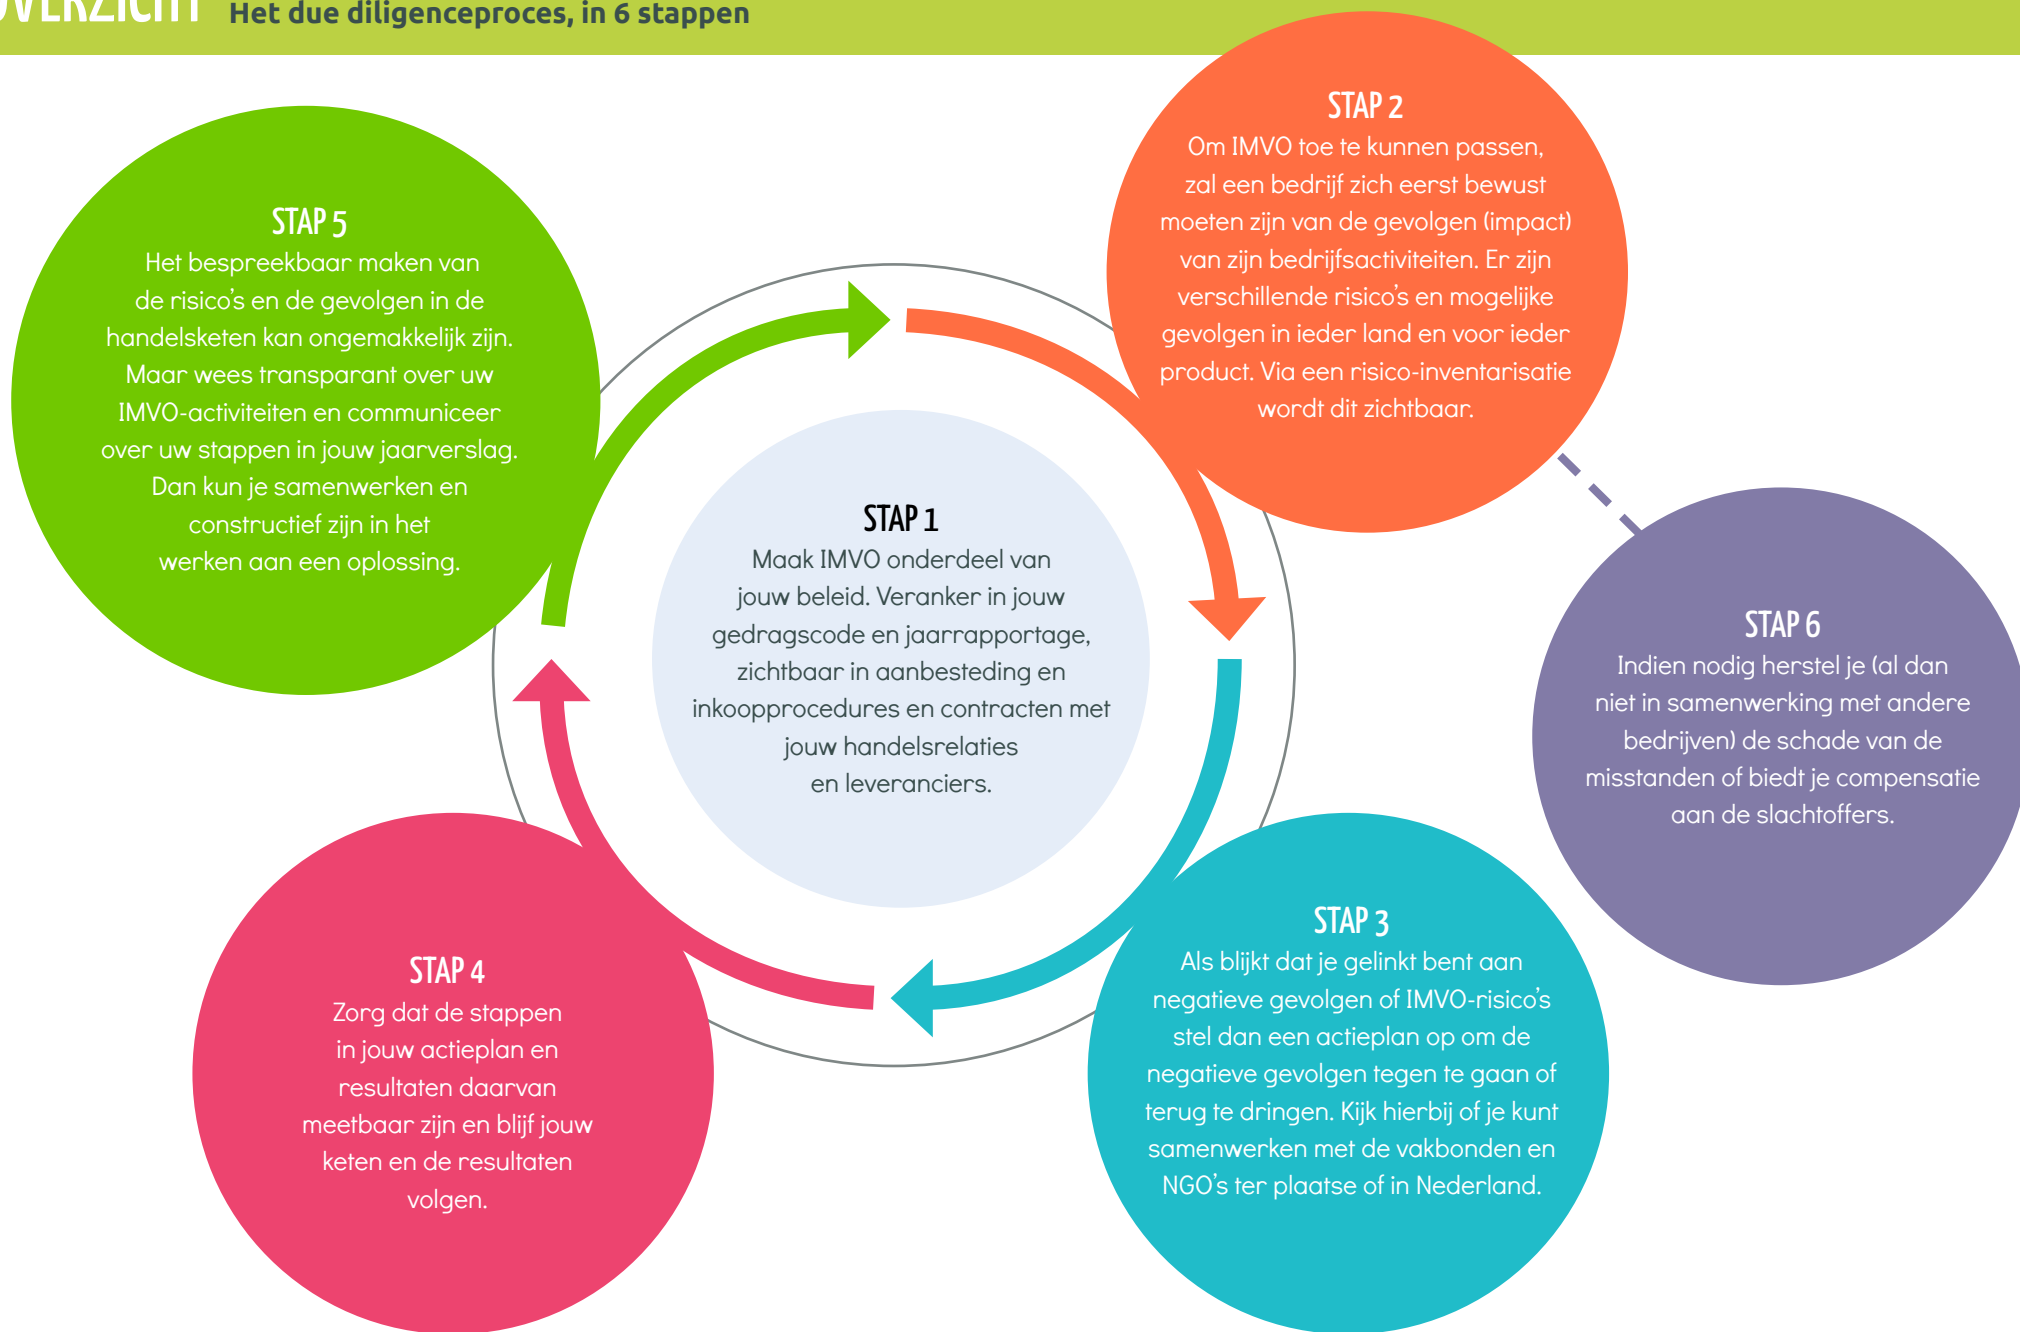 OVERZICHT Het due diligenceproces, in 6 stappen
STAP 1
Maak IMVO onderdeel van
jouw beleid. Veranker in jouw
gedragscode en jaarrapportage,
zichtbaar in aanbesteding en
inkoopprocedures en contracten met
jouw handelsrelaties
en leveranciers.
STAP 2
Om IMVO toe te kunnen passen,
zal een bedrijf zich eerst bewust
moeten zijn van de gevolgen (impact)
van zijn bedrijfsactiviteiten. Er zijn
verschillende risico's en mogelijke
gevolgen in ieder land en voor ieder
product. Via een risico-inventarisatie
wordt dit zichtbaar.
STAP 3
Als blijkt dat je gelinkt bent aan
negatieve gevolgen of IMVO-risico's
stel dan een actieplan op om de
negatieve gevolgen tegen te gaan of
terug te dringen. Kijk hierbij of je kunt
samenwerken met de vakbonden en
NGO's ter plaatse of in Nederland.
STAP 4
Zorg dat de stappen
in jouw actieplan en
resultaten daarvan
meetbaar zijn en blijf jouw
keten en de resultaten
volgen.
STAP 5
Het bespreekbaar maken van
de risico's en de gevolgen in de
handelsketen kan ongemakkelijk zijn.
Maar wees transparant over uw
IMVO-activiteiten en communiceer
over uw stappen in jouw jaarverslag.
Dan kun je samenwerken en
constructief zijn in het
werken aan een oplossing.
STAP 6
Indien nodig herstel je (al dan
niet in samenwerking met andere
bedrijven) de schade van de
misstanden of biedt je compensatie
aan de slachtoffers.